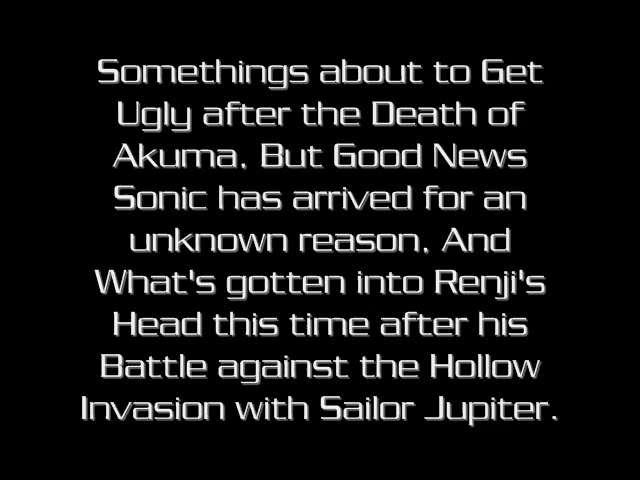 Somethings about to Get
Ugly after the Death of
Akuma. But Good News
Sonic has arrived for an
unknown reason. And
What's gotten into Renji's
Head this time after his
Battle against the Hollow
Invasion with Sailor Jupiter.